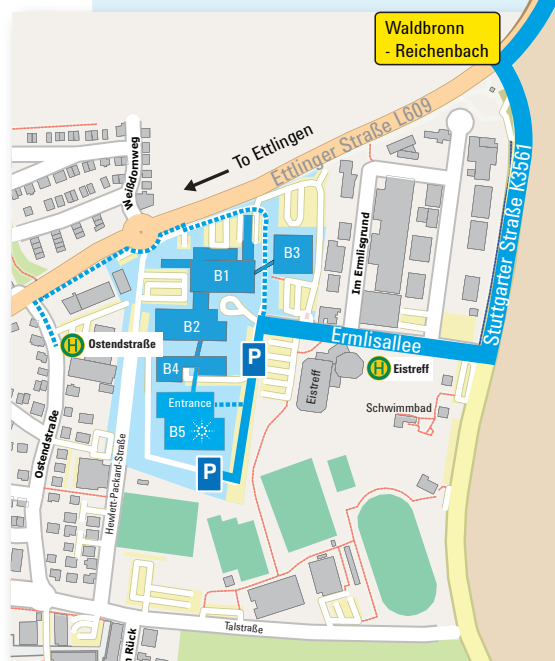 Waldbronn
- Reichenbach
To Ettlingen
Ettlinger Straße L609
Weißdornweg
Stuttgarter Straße K3561
B3
B1
Im Ermlisgrund
B2
Ermlisallee
H
Ostendstraße
P
B4
H
Eistreff
Eistreff
Entrance
Schwimmbad
B5
Ostendstraße
P
Hewlett-Packard-Straße
Talstraße
n Rück